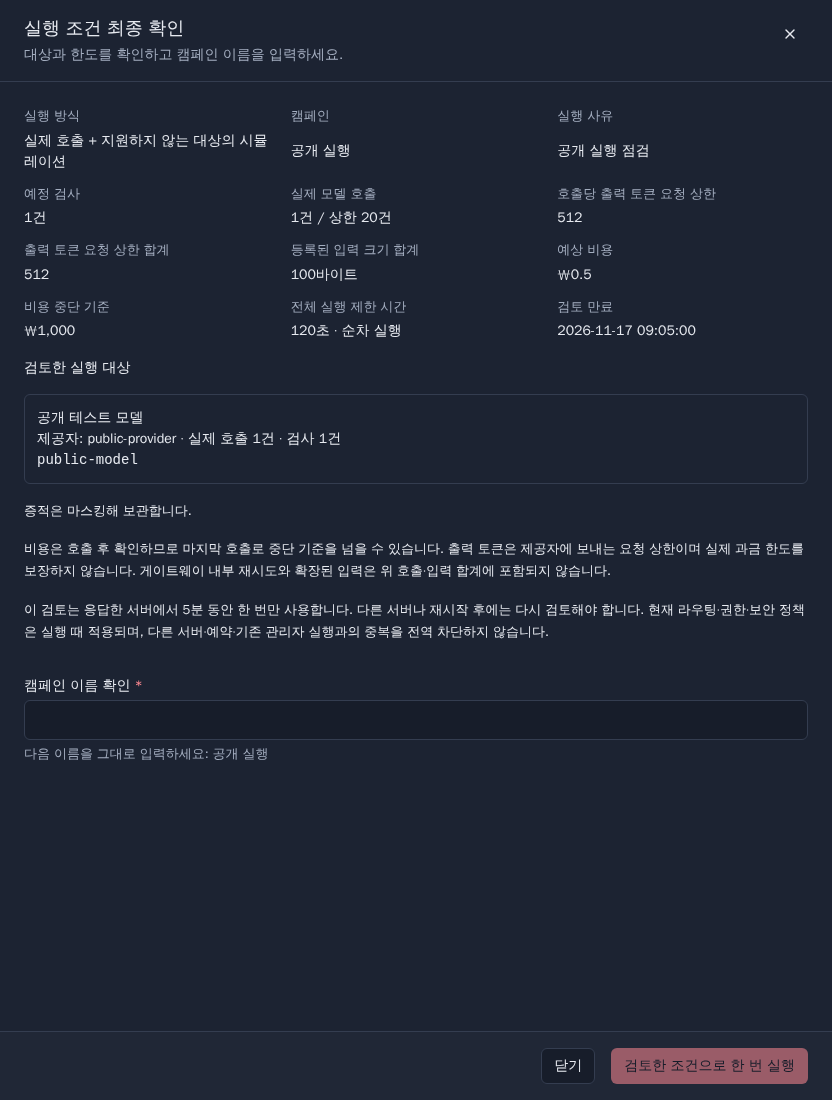 실행 조건 최종 확인
대상과 한도를 확인하고 캠페인 이름을 입력하세요.
×
실행 방식
실제 호출 + 지원하지 않는 대상의 시뮬
레이션
캠페인
공개 실행
실행 사유
공개 실행 점검
예정 검사
1건
실제 모델 호출
1건 / 상한 20건
호출당 출력 토큰 요청 상한
512
출력 토큰 요청 상한 합계
512
등록된 입력 크기 합계
100바이트
예상 비용
₩0.5
비용 중단 기준
₩1,000
전체 실행 제한 시간
120초 · 순차 실행
검토 만료
2026-11-17 09:05:00
검토한 실행 대상
공개 테스트 모델
제공자: public-provider · 실제 호출 1건 · 검사 1건
public-model
증적은 마스킹해 보관합니다.
비용은 호출 후 확인하므로 마지막 호출로 중단 기준을 넘을 수 있습니다. 출력 토큰은 제공자에 보내는 요청 상한이며 실제 과금 한도를
보장하지 않습니다. 게이트웨이 내부 재시도와 확장된 입력은 위 호출·입력 합계에 포함되지 않습니다.
이 검토는 응답한 서버에서 5분 동안 한 번만 사용합니다. 다른 서버나 재시작 후에는 다시 검토해야 합니다. 현재 라우팅·권한·보안 정책
은 실행 때 적용되며, 다른 서버·예약·기존 관리자 실행과의 중복을 전역 차단하지 않습니다.
캠페인 이름 확인 *
다음 이름을 그대로 입력하세요: 공개 실행
닫기
검토한 조건으로 한 번 실행